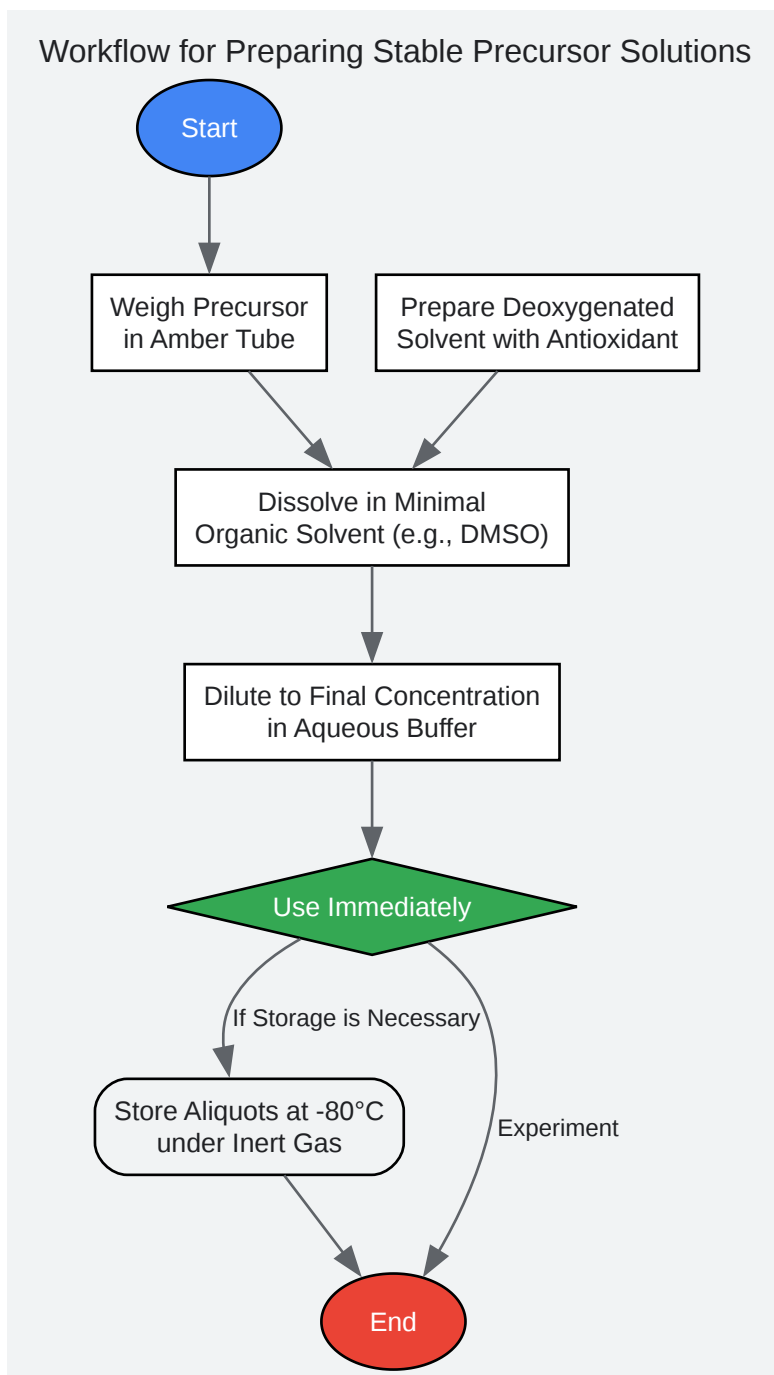 Workflow for Preparing Stable Precursor Solutions
Start
Weigh Precursor
in Amber Tube
Prepare Deoxygenated
Solvent with Antioxidant
Dissolve in Minimal
Organic Solvent (e.g., DMSO)
Dilute to Final Concentration
in Aqueous Buffer
Use Immediately
If Storage is Necessary
Store Aliquots at -80°C
under Inert Gas
Experiment
End